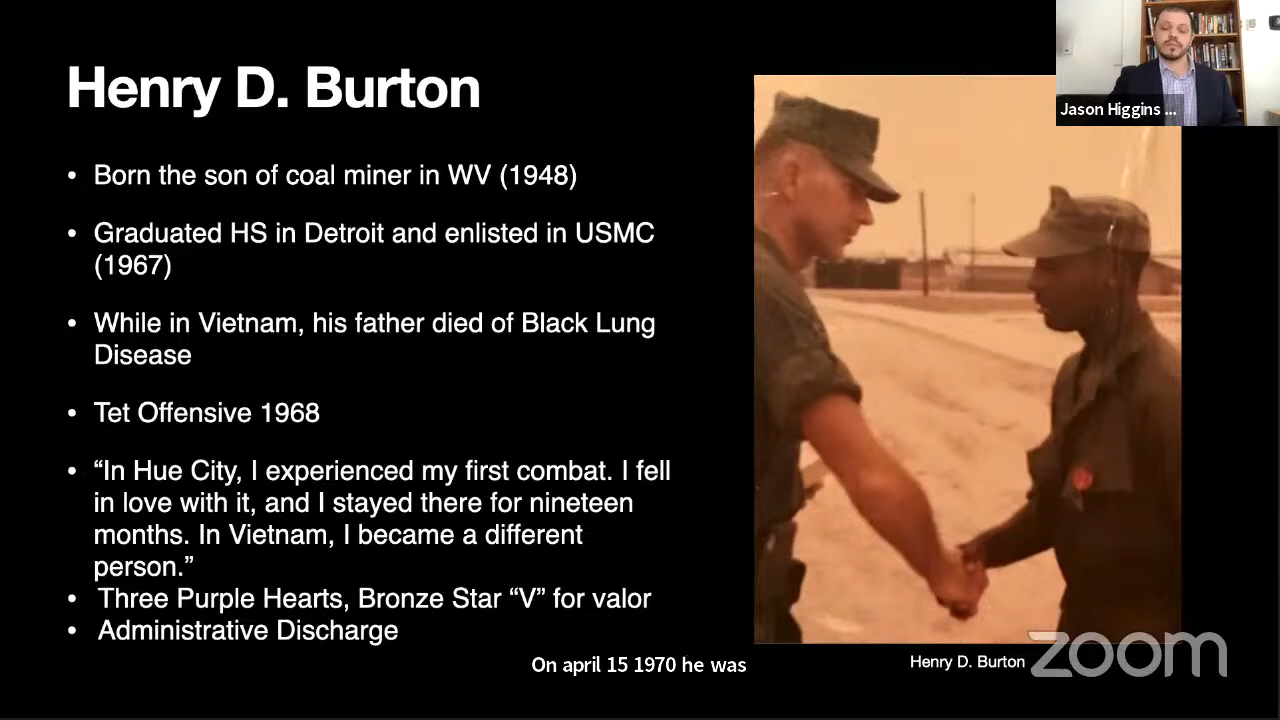 Henry D. Burton
Jason Higgins ...
• Born the son of coal miner in WV (1948)
• Graduated HS in Detroit and enlisted in USMC
(1967)
• While in Vietnam, his father died of Black Lung
Disease
• Tet Offensive 1968
• “In Hue City, I experienced my first combat. I fell
in love with it, and I stayed there for nineteen
months. In Vietnam, I became a different
person.”
• Three Purple Hearts, Bronze Star “V” for valor
• Administrative Discharge
On april 15 1970 he was
Henry D. Burton
zoom